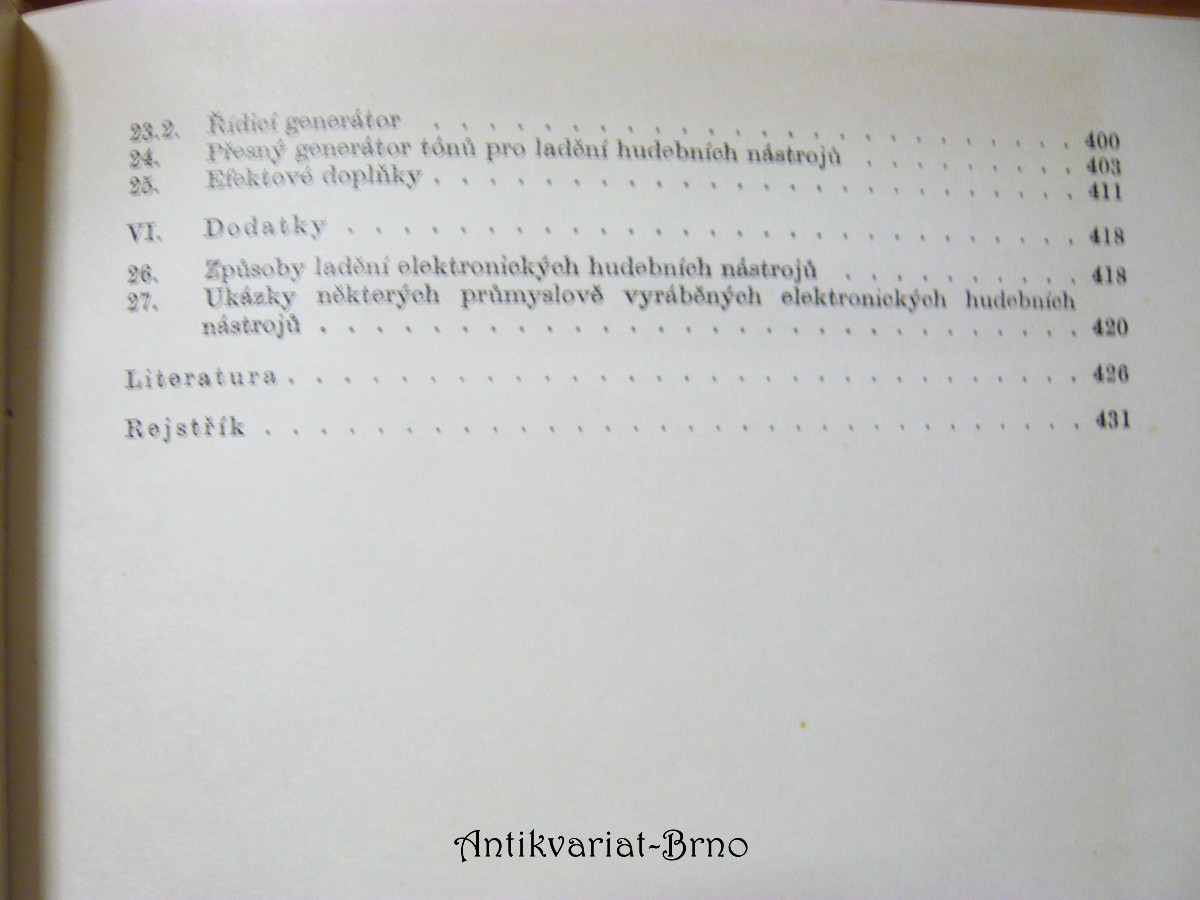 23.2. Řídicí generátor . . . . . . . . . . . . . . . . . . . . . . . 400
24. Přesný generátor tónů pro ladění hudebních nástrojů . . . . . . . . 403
25. Efektové doplňky . . . . . . . . . . . . . . . . . . . . . . . 411
VI. Dodatky . . . . . . . . . . . . . . . . . . . . . . . . . . 418
26. Způsoby ladění elektronických hudebních nástrojů . . . . . . . . . 418
27. Ukázky některých průmyslově vyráběných elektronických hudebních
nástrojů . . . . . . . . . . . . . . . . . . . . . . . . . . . 420
Literatura . . . . . . . . . . . . . . . . . . . . . . . . . . . . 426
Rejstřík . . . . . . . . . . . . . . . . . . . . . . . . . . . . . 431
Antikvariat-Brno